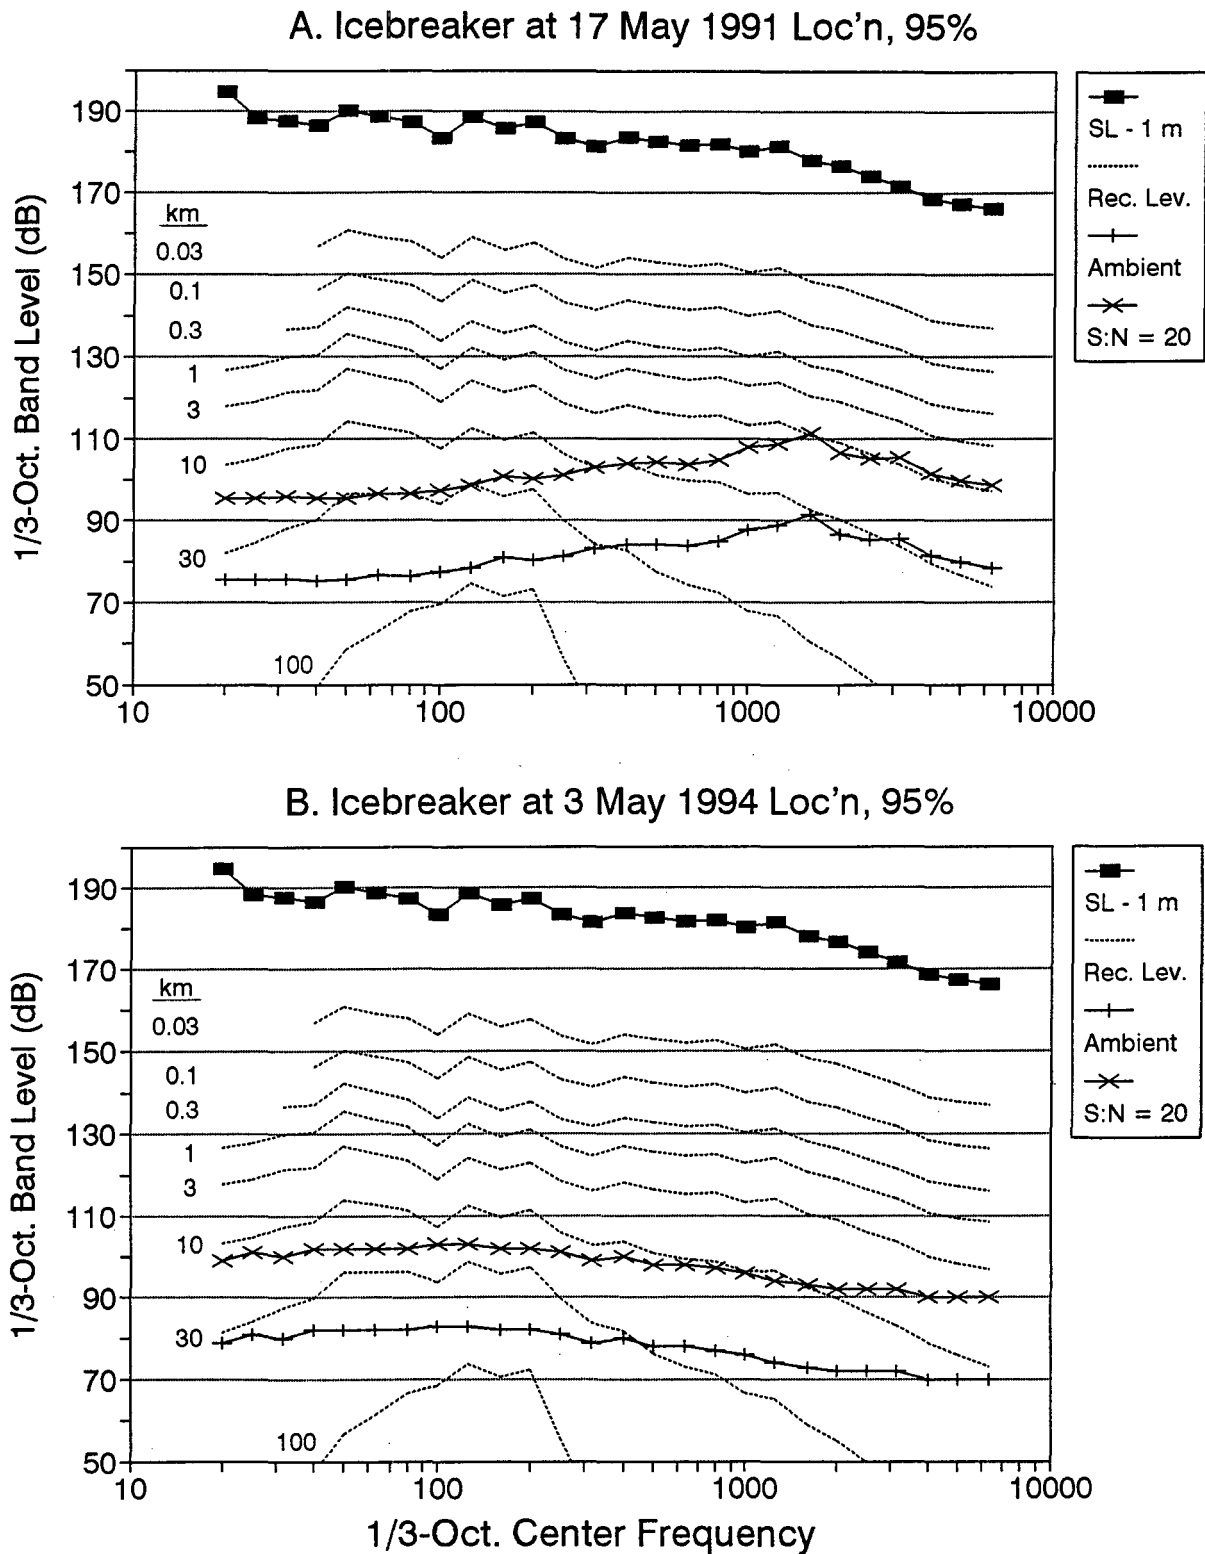 A. Icebreaker at 17 May 1991 Loc'n, 95%
1/3-Oct. Band Level (dB)
190
170
150
130
110
90
70
50
km
0.03
0.1
0.3
1
3
10
30
100
10
100
1000
10000
SL - 1 m
Rec. Lev.
Ambient
S:N = 20
B. Icebreaker at 3 May 1994 Loc'n, 95%
1/3-Oct. Band Level (dB)
190
170
150
130
110
90
70
50
km
0.03
0.1
0.3
1
3
10
30
100
10
100
1000
10000
1/3-Oct. Center Frequency
SL - 1 m
Rec. Lev.
Ambient
S:N = 20